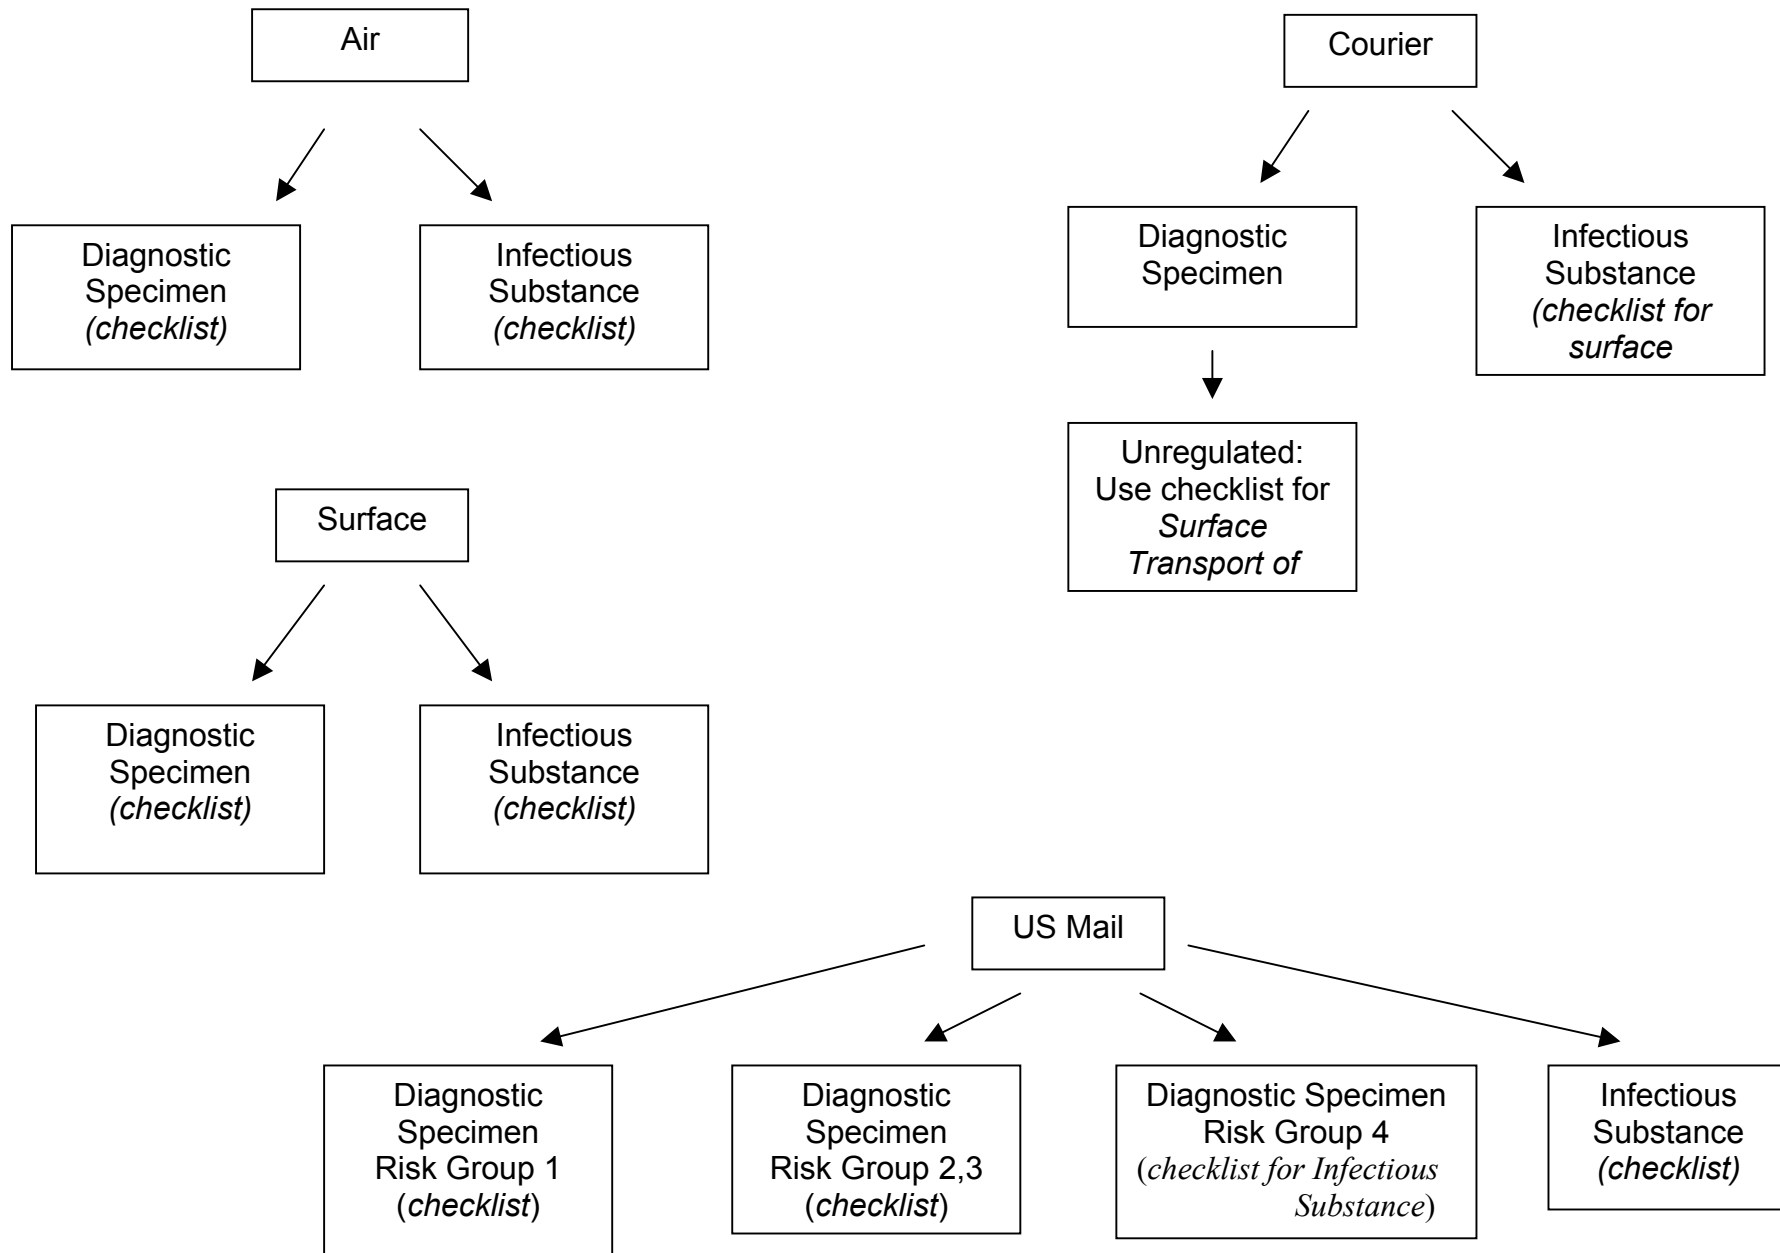 Air
Diagnostic
Specimen
(checklist)
Infectious
Substance
(checklist)
Courier
Diagnostic
Specimen
Infectious
Substance
(checklist for
surface
Unregulated:
Use checklist for
Surface
Transport of
Surface
Diagnostic
Specimen
(checklist)
Infectious
Substance
(checklist)
US Mail
Diagnostic
Specimen
Risk Group 1
(checklist)
Diagnostic
Specimen
Risk Group 2,3
(checklist)
Diagnostic Specimen
Risk Group 4
(checklist for Infectious
Substance)
Infectious
Substance
(checklist)